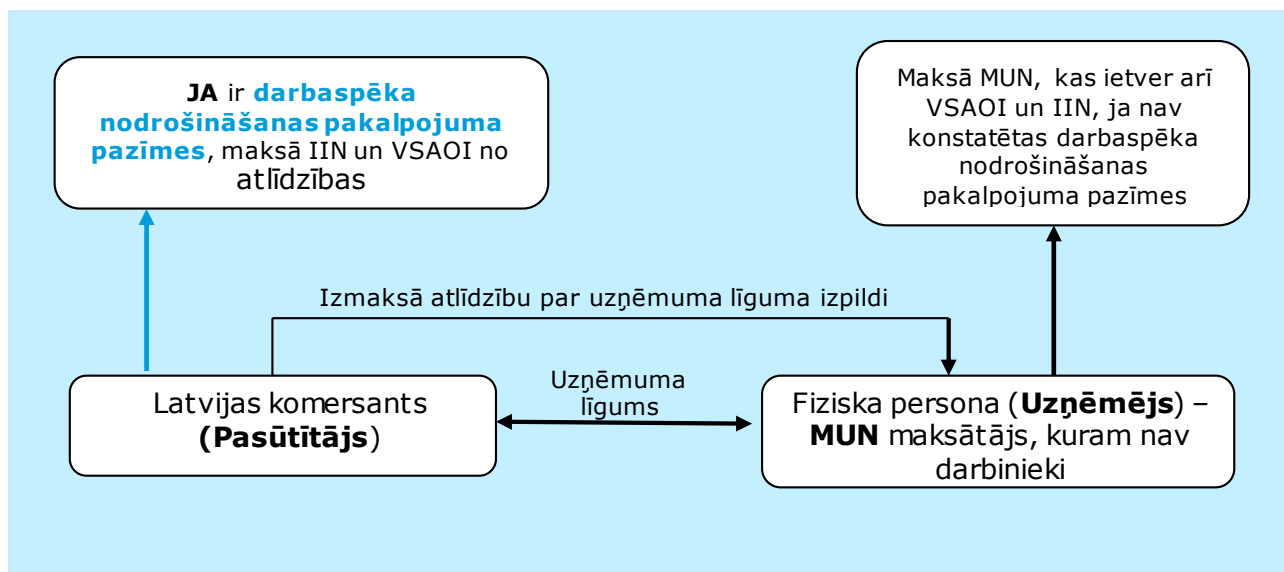 JA ir darbaspēka
nodrošināšanas pakalpojuma
pazīmes, maksā IIN un VSAOI no
atlīdzības
Maksā MUN, kas ietver arī
VSAOI un IIN, ja nav
konstatētas darbaspēka
nodrošināšanas
pakalpojuma pazīmes
Izmaksā atlīdzību par uzņēmuma līguma izpildi
Latvijas komersants
(Pasūtītājs)
Uzņēmuma
līgums
Fiziska persona (Uzņēmējs) –
MUN maksātājs, kuram nav
darbinieki